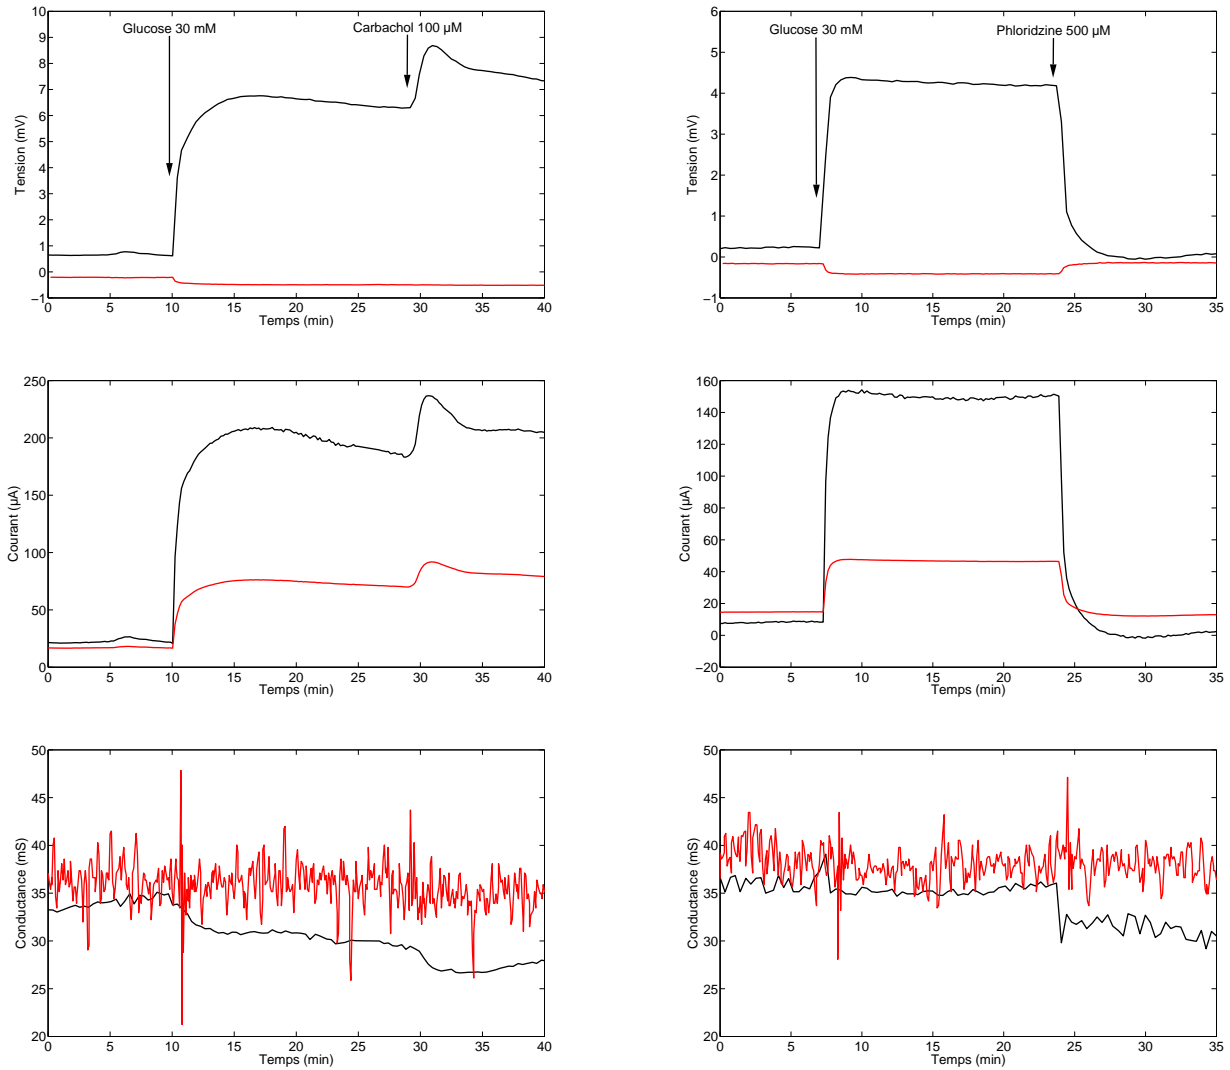 Glucose 30 mM
Carbachol 100 µM
Tension (mV)
10
9
8
7
6
5
4
3
2
1
0
−1
0 5 10 15 20 25 30 35 40
Temps (min)
Glucose 30 mM
Phloridzine 500 µM
Tension (mV)
6
5
4
3
2
1
0
−1
0 5 10 15 20 25 30 35
Temps (min)
Courant (µA)
250
200
150
100
50
0
0 5 10 15 20 25 30 35 40
Temps (min)
Courant (µA)
160
140
120
100
80
60
40
20
0
−20
0 5 10 15 20 25 30 35
Temps (min)
Conductance (mS)
50
45
40
35
30
25
20
0 5 10 15 20 25 30 35 40
Temps (min)
Conductance (mS)
50
45
40
35
30
25
20
0 5 10 15 20 25 30 35
Temps (min)